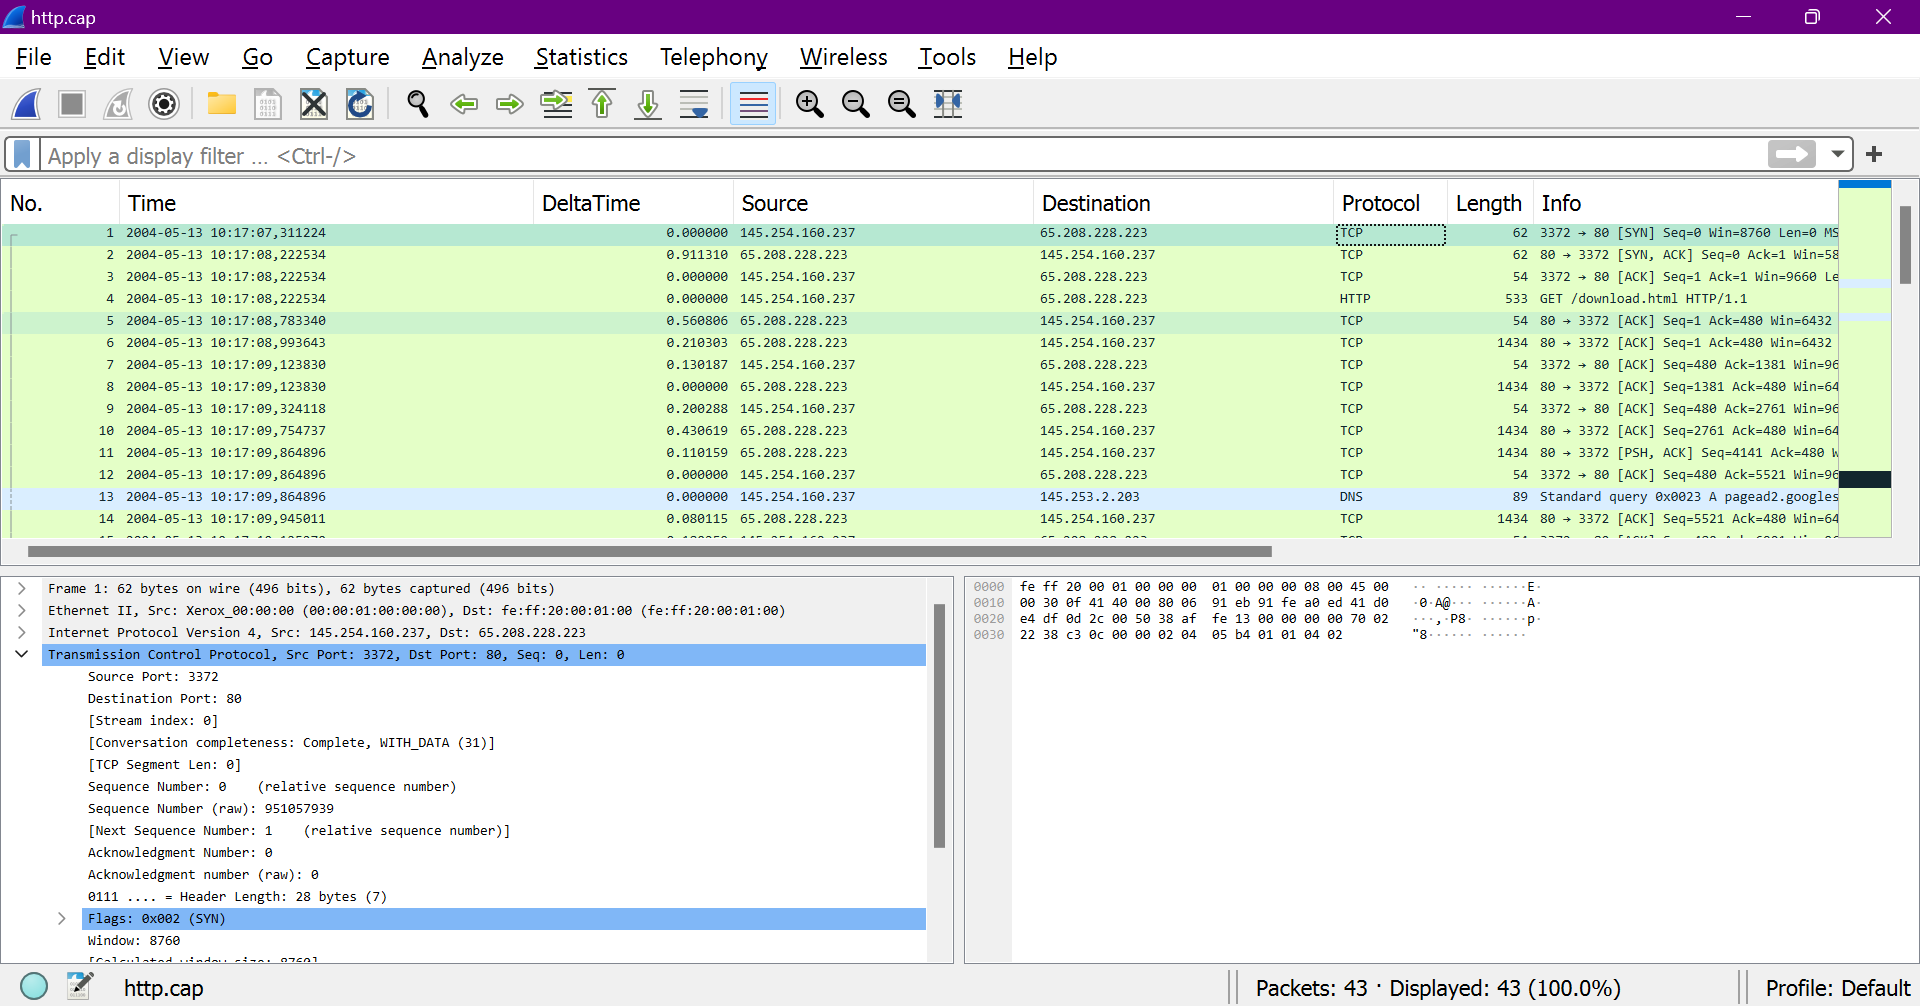 http.cap
File Edit View Go Capture Analyze Statistics Telephony Wireless Tools Help
Apply a display filter ... <Ctrl-/>
No. Time DeltaTime Source Destination Protocol Length Info
1 2004-05-13 10:17:07,311224 0.000000 145.254.160.237 65.208.228.223 TCP 62 3372 → 80 [SYN] Seq=0 Win=8760 Len=0 MS
2 2004-05-13 10:17:08,222534 0.911310 65.208.228.223 145.254.160.237 TCP 62 80 → 3372 [SYN, ACK] Seq=0 Ack=1 Win=58
3 2004-05-13 10:17:08,222534 0.000000 145.254.160.237 65.208.228.223 TCP 54 3372 → 80 [ACK] Seq=1 Ack=1 Win=9660 Le
4 2004-05-13 10:17:08,222534 0.000000 145.254.160.237 65.208.228.223 HTTP 533 GET /download.html HTTP/1.1
5 2004-05-13 10:17:08,783340 0.560806 65.208.228.223 145.254.160.237 TCP 54 80 → 3372 [ACK] Seq=1 Ack=480 Win=6432
6 2004-05-13 10:17:08,993643 0.210303 65.208.228.223 145.254.160.237 TCP 1434 80 → 3372 [ACK] Seq=1 Ack=480 Win=6432
7 2004-05-13 10:17:09,123830 0.130187 145.254.160.237 65.208.228.223 TCP 54 3372 → 80 [ACK] Seq=480 Ack=1381 Win=96
8 2004-05-13 10:17:09,123830 0.000000 65.208.228.223 145.254.160.237 TCP 1434 80 → 3372 [ACK] Seq=1381 Ack=480 Win=64
9 2004-05-13 10:17:09,324118 0.200288 145.254.160.237 65.208.228.223 TCP 54 3372 → 80 [ACK] Seq=480 Ack=2761 Win=96
10 2004-05-13 10:17:09,754737 0.430619 65.208.228.223 145.254.160.237 TCP 1434 80 → 3372 [ACK] Seq=2761 Ack=480 Win=64
11 2004-05-13 10:17:09,864896 0.110159 65.208.228.223 145.254.160.237 TCP 1434 80 → 3372 [PSH, ACK] Seq=4141 Ack=480 W
12 2004-05-13 10:17:09,864896 0.000000 145.254.160.237 65.208.228.223 TCP 54 3372 → 80 [ACK] Seq=480 Ack=5521 Win=96
13 2004-05-13 10:17:09,864896 0.000000 145.254.160.237 145.253.2.203 DNS 89 Standard query 0x0023 A pagead2.googles
14 2004-05-13 10:17:09,945011 0.080115 65.208.228.223 145.254.160.237 TCP 1434 80 → 3372 [ACK] Seq=5521 Ack=480 Win=64
Frame 1: 62 bytes on wire (496 bits), 62 bytes captured (496 bits)
Ethernet II, Src: Xerox_00:00:00 (00:00:01:00:00:00), Dst: fe:ff:20:00:01:00 (fe:ff:20:00:01:00)
Internet Protocol Version 4, Src: 145.254.160.237, Dst: 65.208.228.223
Transmission Control Protocol, Src Port: 3372, Dst Port: 80, Seq: 0, Len: 0
Source Port: 3372
Destination Port: 80
[Stream index: 0]
[Conversation completeness: Complete, WITH_DATA (31)]
[TCP Segment Len: 0]
Sequence Number: 0 (relative sequence number)
Sequence Number (raw): 951057939
[Next Sequence Number: 1 (relative sequence number)]
Acknowledgment Number: 0
Acknowledgment number (raw): 0
0111 .... = Header Length: 28 bytes (7)
Flags: 0x002 (SYN)
Window: 8760
[Calculated window size: 8760]
0000 fe ff 20 00 01 00 00 00 01 00 00 00 08 00 45 00 ·· ····· ······E·
0010 00 30 0f 41 40 00 80 06 91 eb 91 fe a0 ed 41 d0 ·0·A@··· ······A·
0020 e4 df 0d 2c 00 50 38 af fe 13 00 00 00 00 70 02 ···,·P8· ······p·
0030 22 38 c3 0c 00 00 02 04 05 b4 01 01 04 02 "8······ ······
http.cap
Packets: 43 · Displayed: 43 (100.0%)
Profile: Default